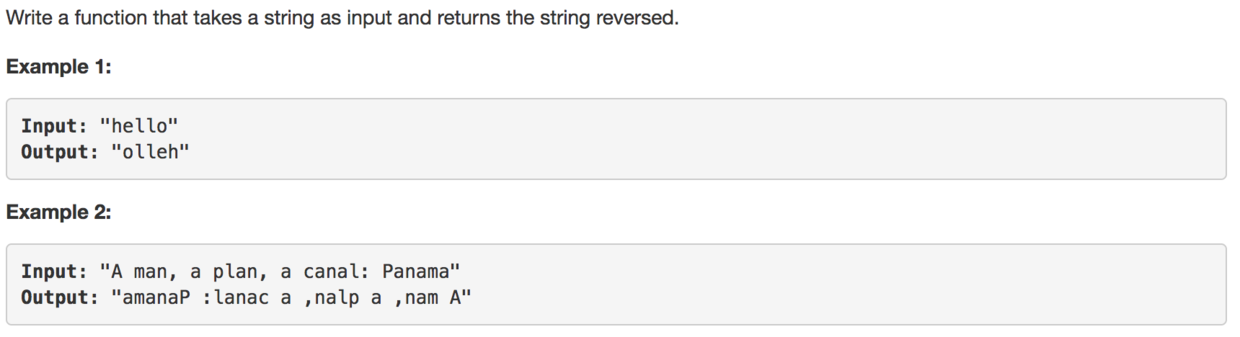 Write a function that takes a string as input and returns the string reversed.
Example 1:
Input: "hello"
Output: "olleh"
Example 2:
Input: "A man, a plan, a canal: Panama"
Output: "amanaP :lanac a ,nalp a ,nam A"